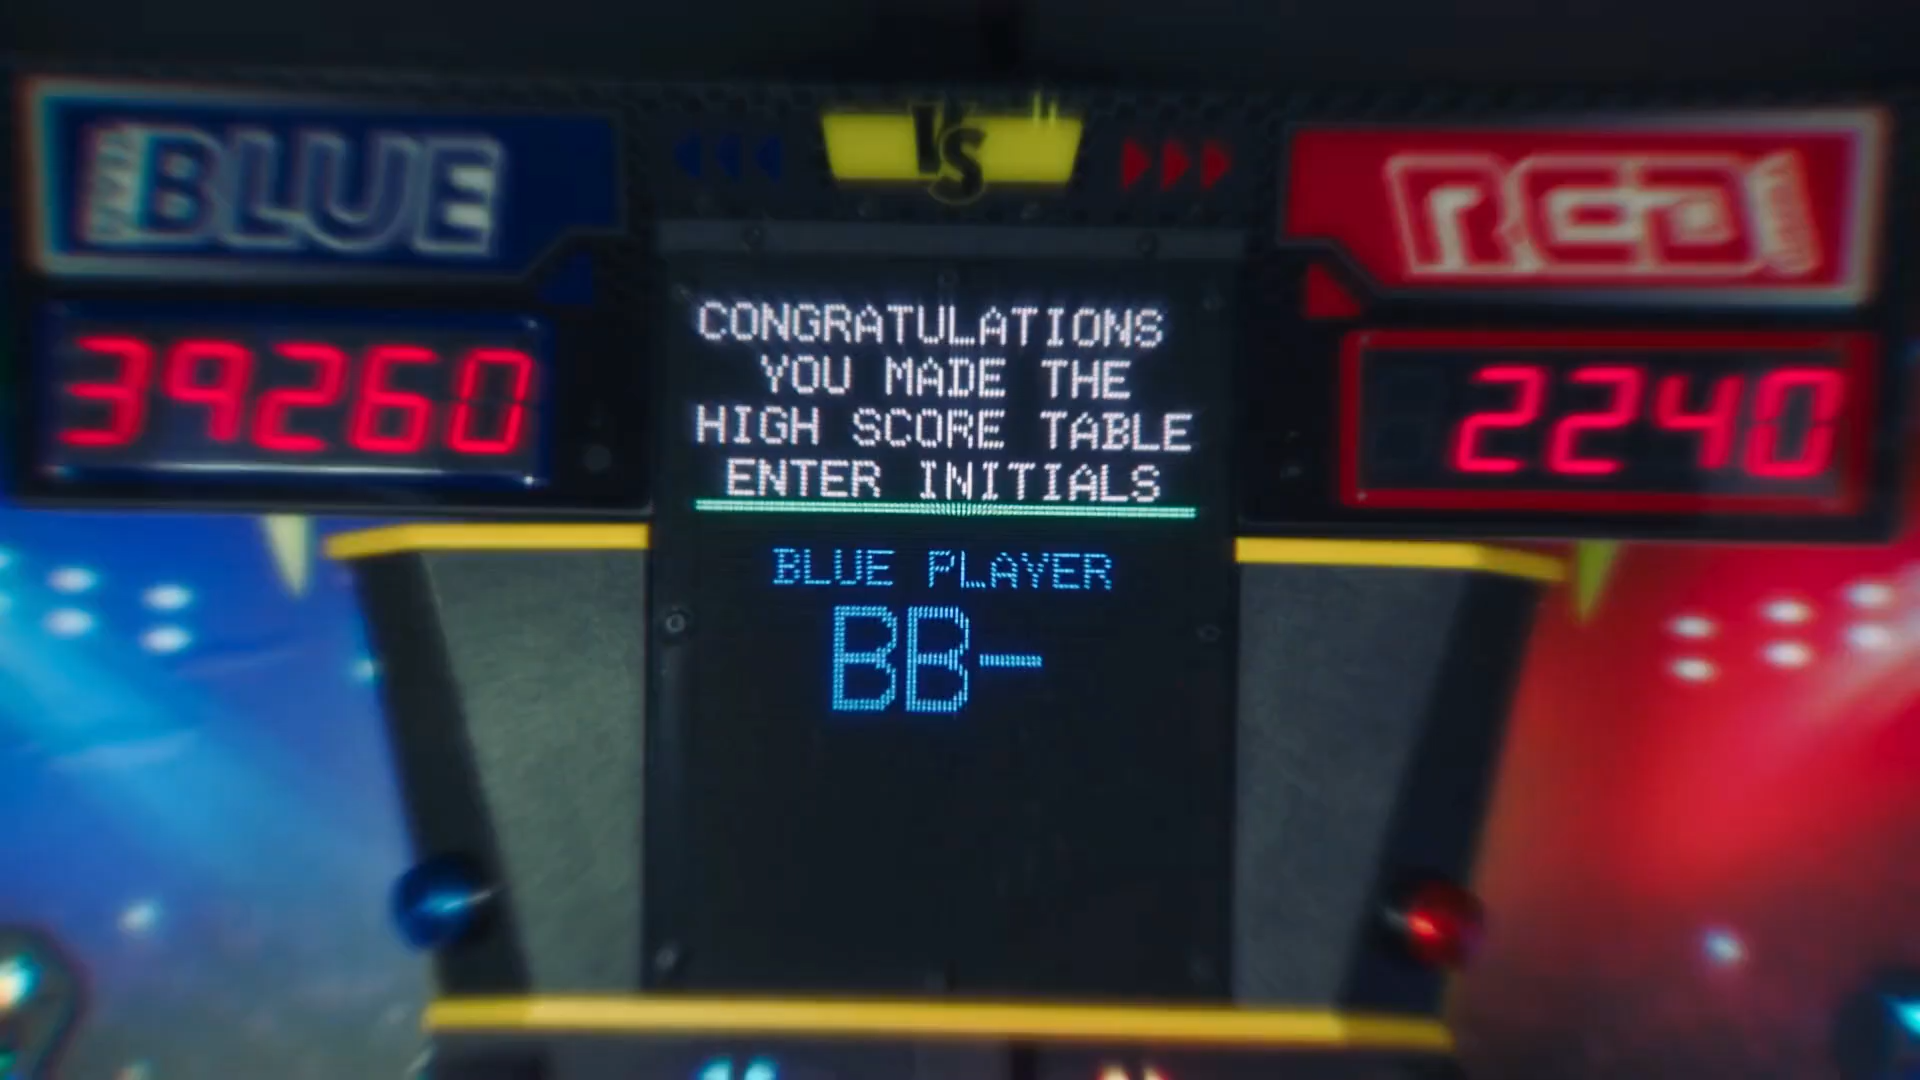 BLUE
VS
RED!
39260
2240
CONGRATULATIONS
YOU MADE THE
HIGH SCORE TABLE
ENTER INITIALS
BLUE PLAYER
BB-